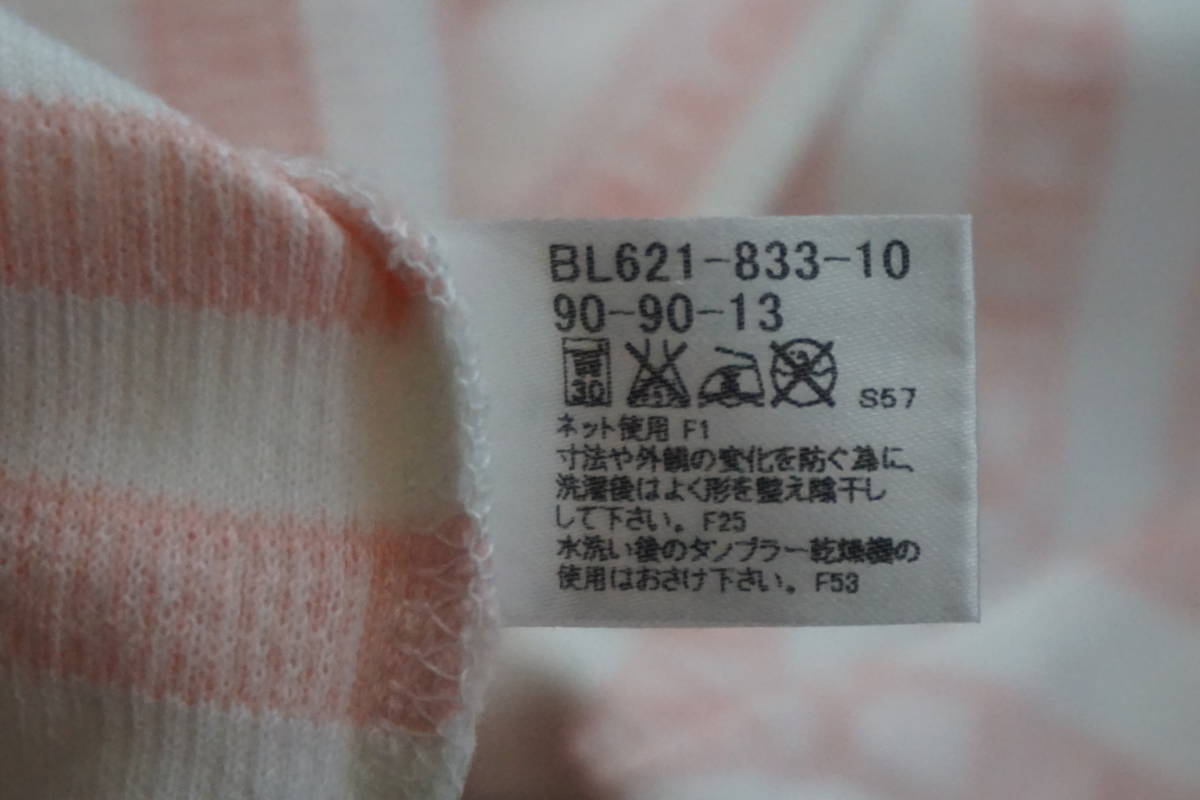 BL621-833-10
90-90-13
30
S57
ネット使用 F1
寸法や外観の変化を防ぐ為に、
洗濯後はよく形を整え陰干し
して下さい。F25
水洗い後のタンブラー乾燥機の
使用はおさけ下さい。F53